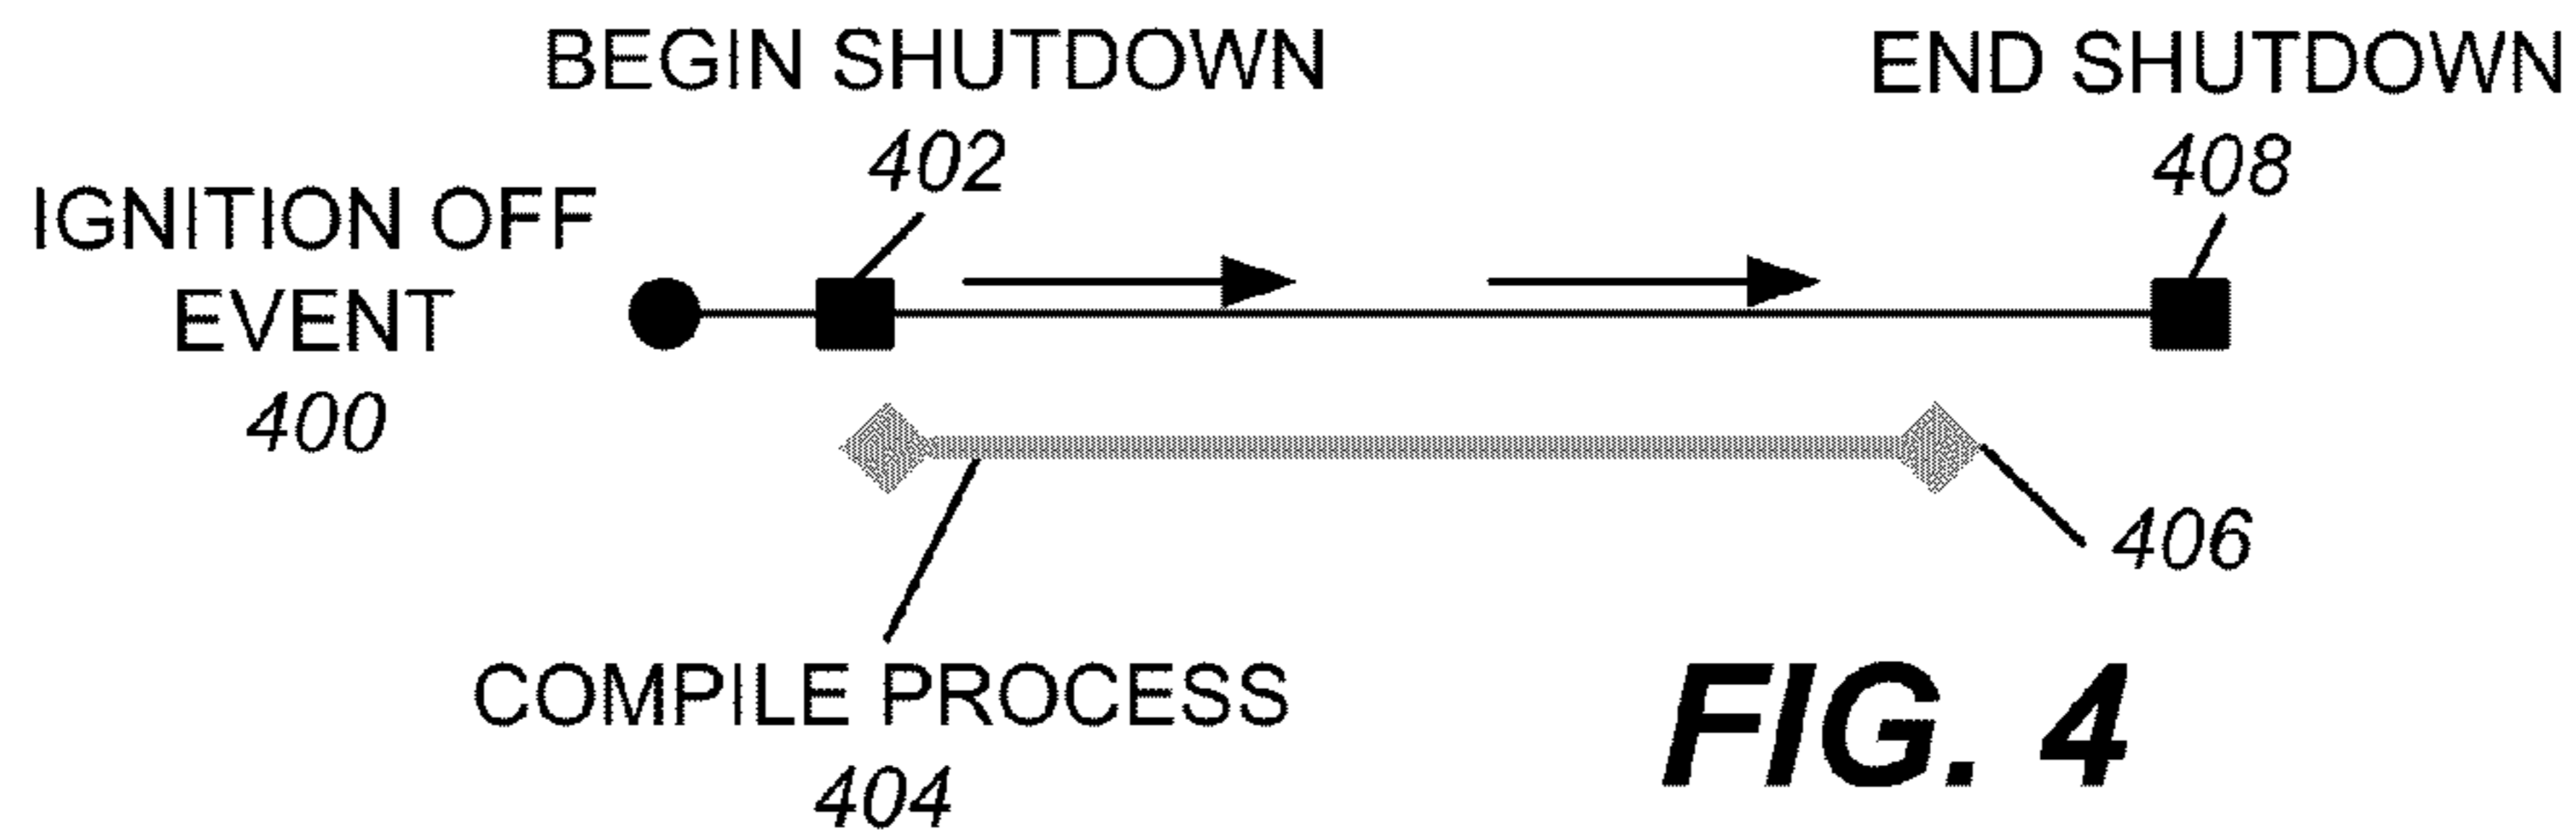 BEGIN SHUTDOWN
402
END SHUTDOWN
408
IGNITION OFF
EVENT
400
406
COMPILE PROCESS
404
FIG. 4